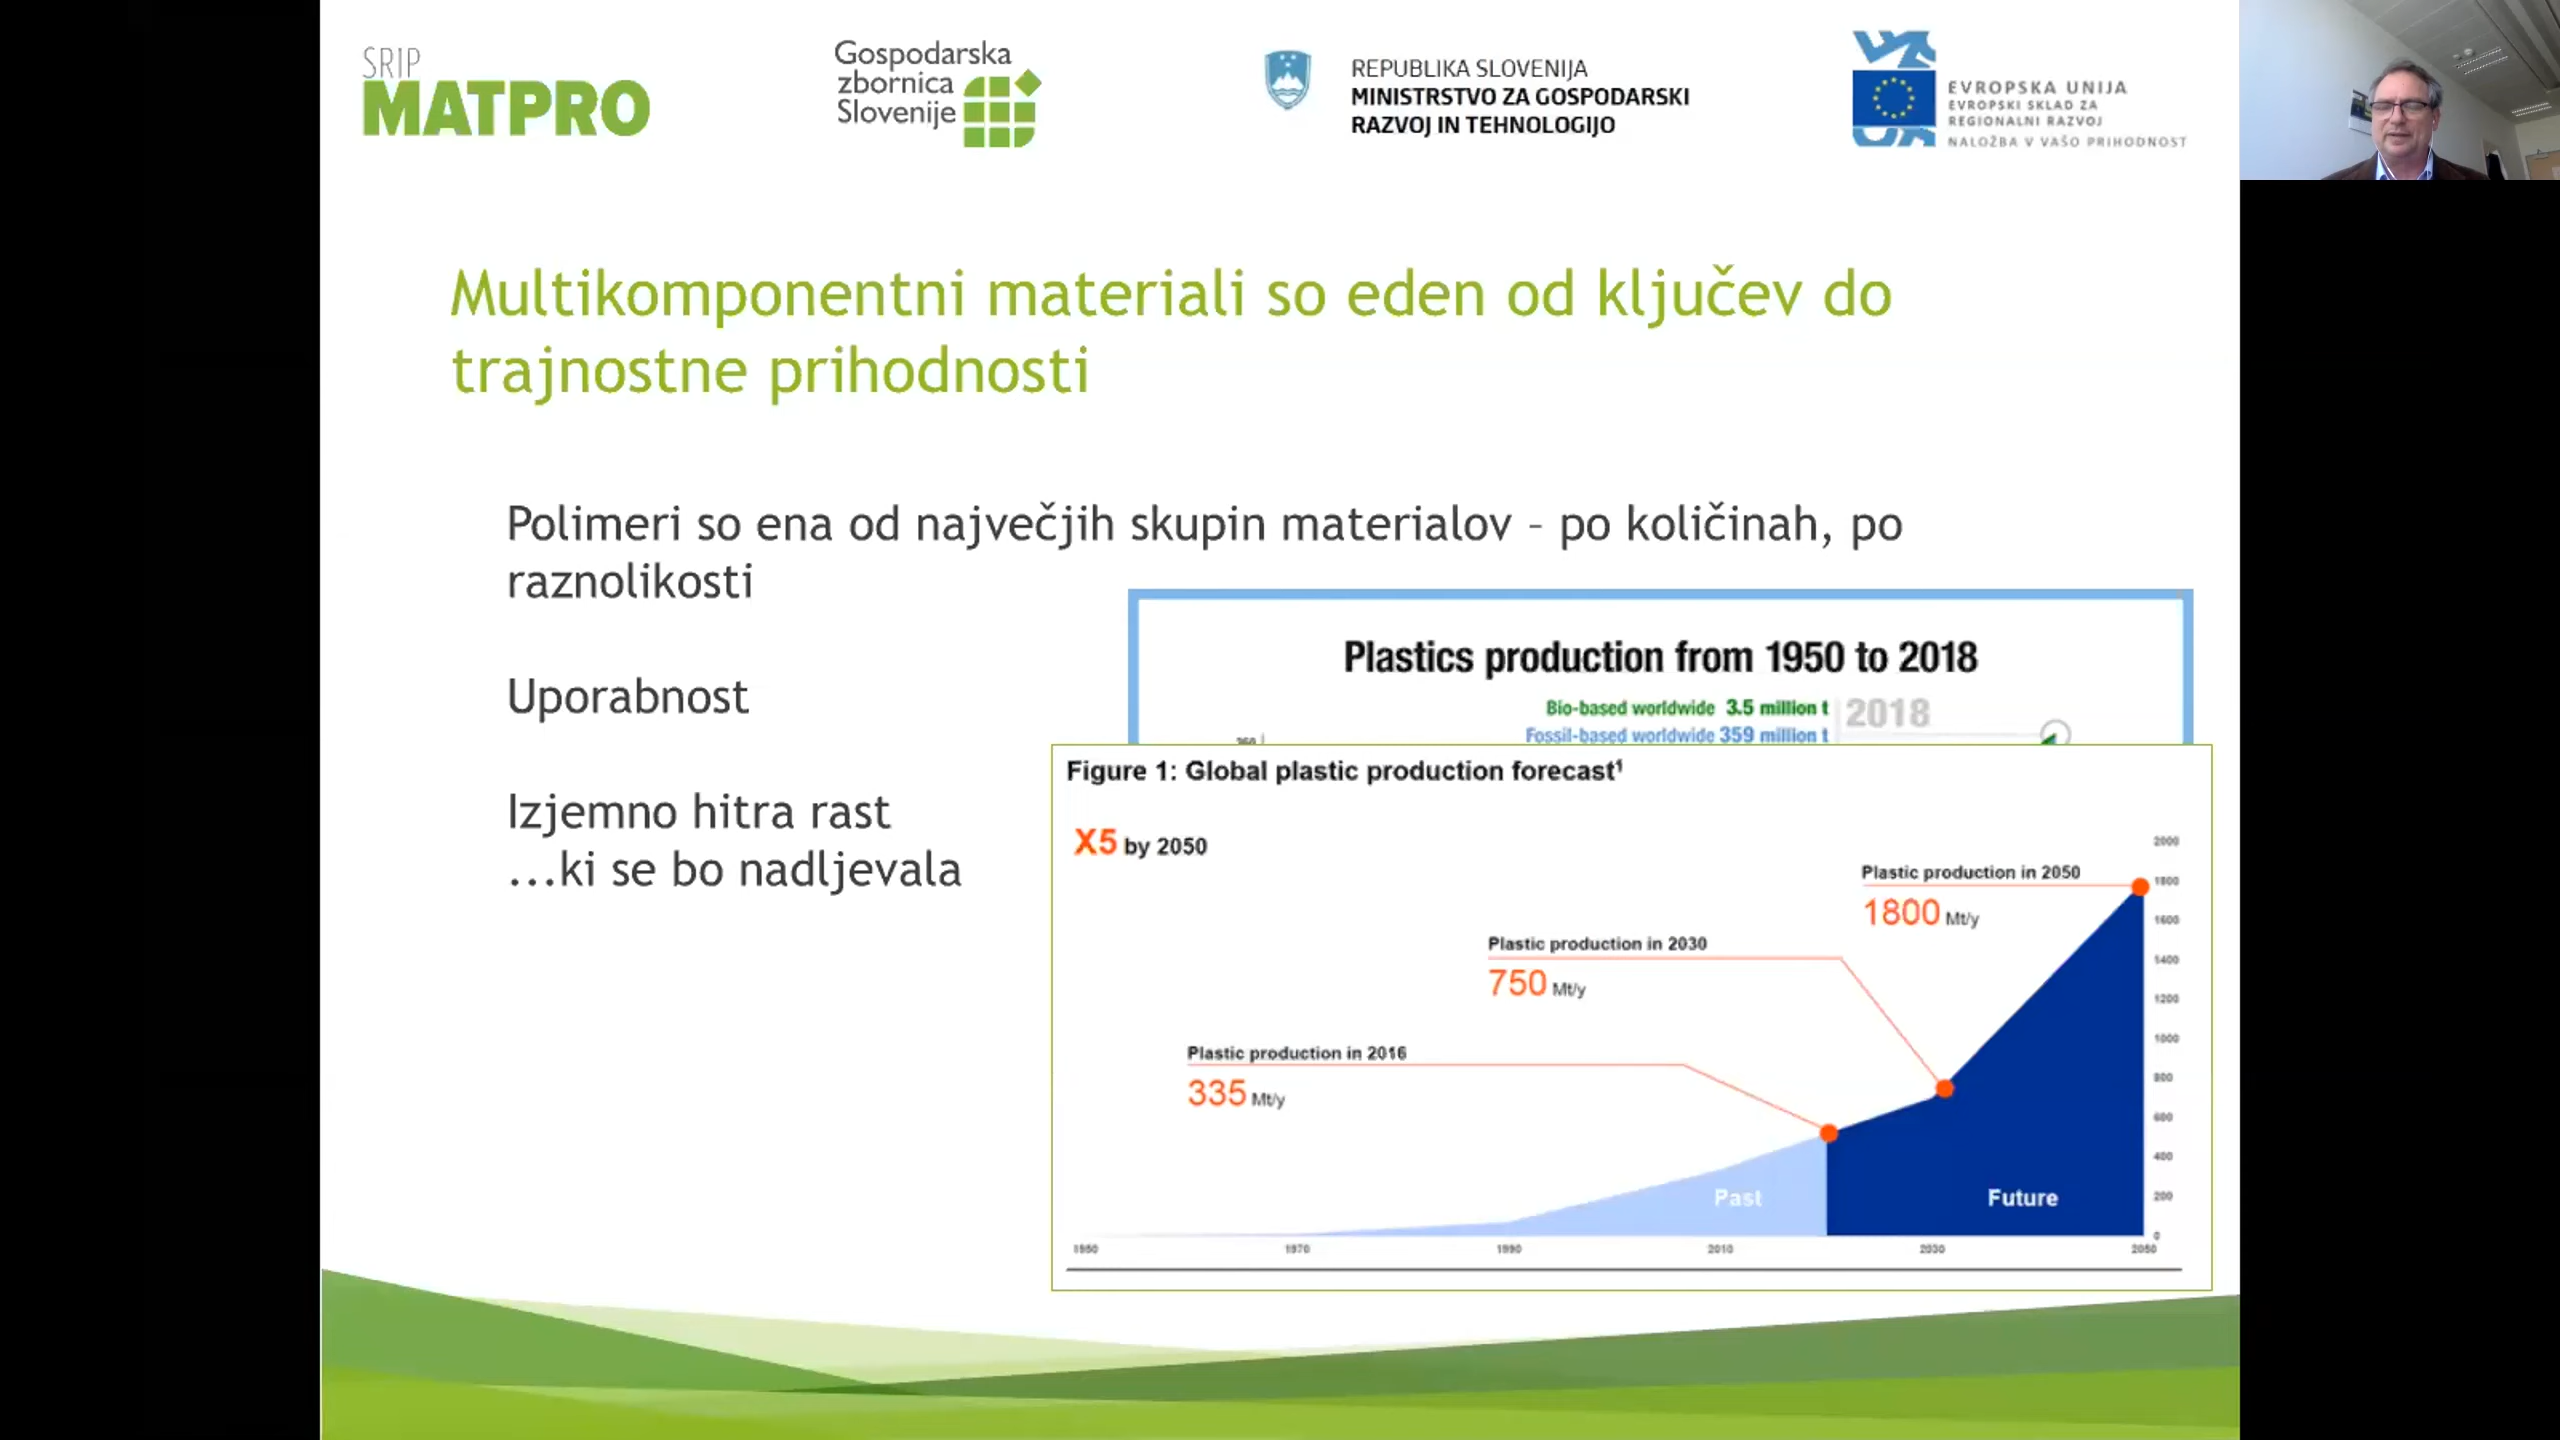 SRIP
MATPRO
Gospodarska
zbornica
Slovenije
REPUBLIKA SLOVENIJA
MINISTRSTVO ZA GOSPODARSKI
RAZVOJ IN TEHNOLOGIJO
EVROPSKA UNIJA
EVROPSKI SKLAD ZA
REGIONALNI RAZVOJ
NALOŽBA V VAŠO PRIHODNOST
Multikomponentni materiali so eden od ključev do
trajnostne prihodnosti
Polimeri so ena od največjih skupin materialov – po količinah, po
raznolikosti
Uporabnost
Izjemno hitra rast
...ki se bo nadljevala
Plastics production from 1950 to 2018
Bio-based worldwide 3.5 million t
2018
Fossil-based worldwide 359 million t
Figure 1: Global plastic production forecast¹
X5 by 2050
Plastic production in 2050
1800 Mt/y
Plastic production in 2030
750 Mt/y
Plastic production in 2016
335 Mt/y
Past
Future
2000
1800
1600
1400
1200
1000
800
600
400
200
0
1950 1970 1990 2010 2030 2050